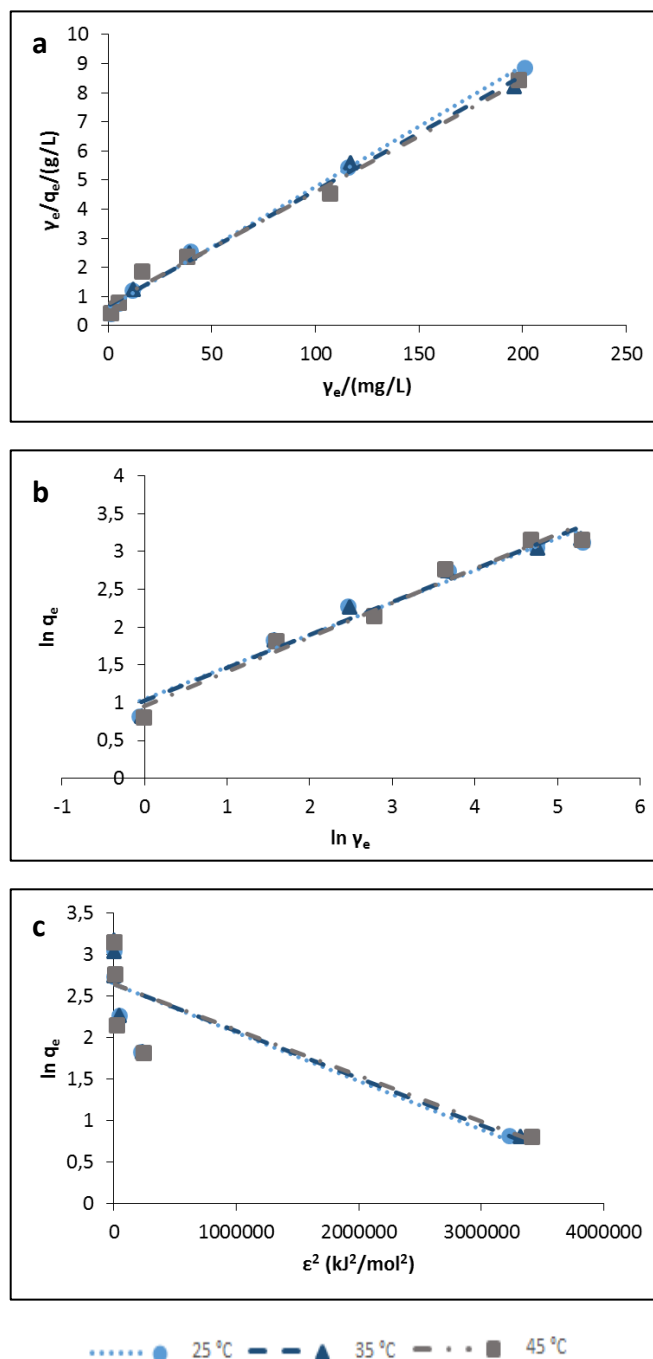 a
10
9
8
7
6
5
4
3
2
1
0
γe/qe/(g/L)
0 50 100 150 200 250
γe/(mg/L)
b
4
3,5
3
2,5
2
1,5
1
0,5
0
ln qe
-1 0 1 2 3 4 5 6
ln γe
c
3,5
3
2,5
2
1,5
1
0,5
0
ln qe
0 1000000 2000000 3000000 4000000
ε² (kJ²/mol²)
25 ⁰C 35 ⁰C 45 ⁰C